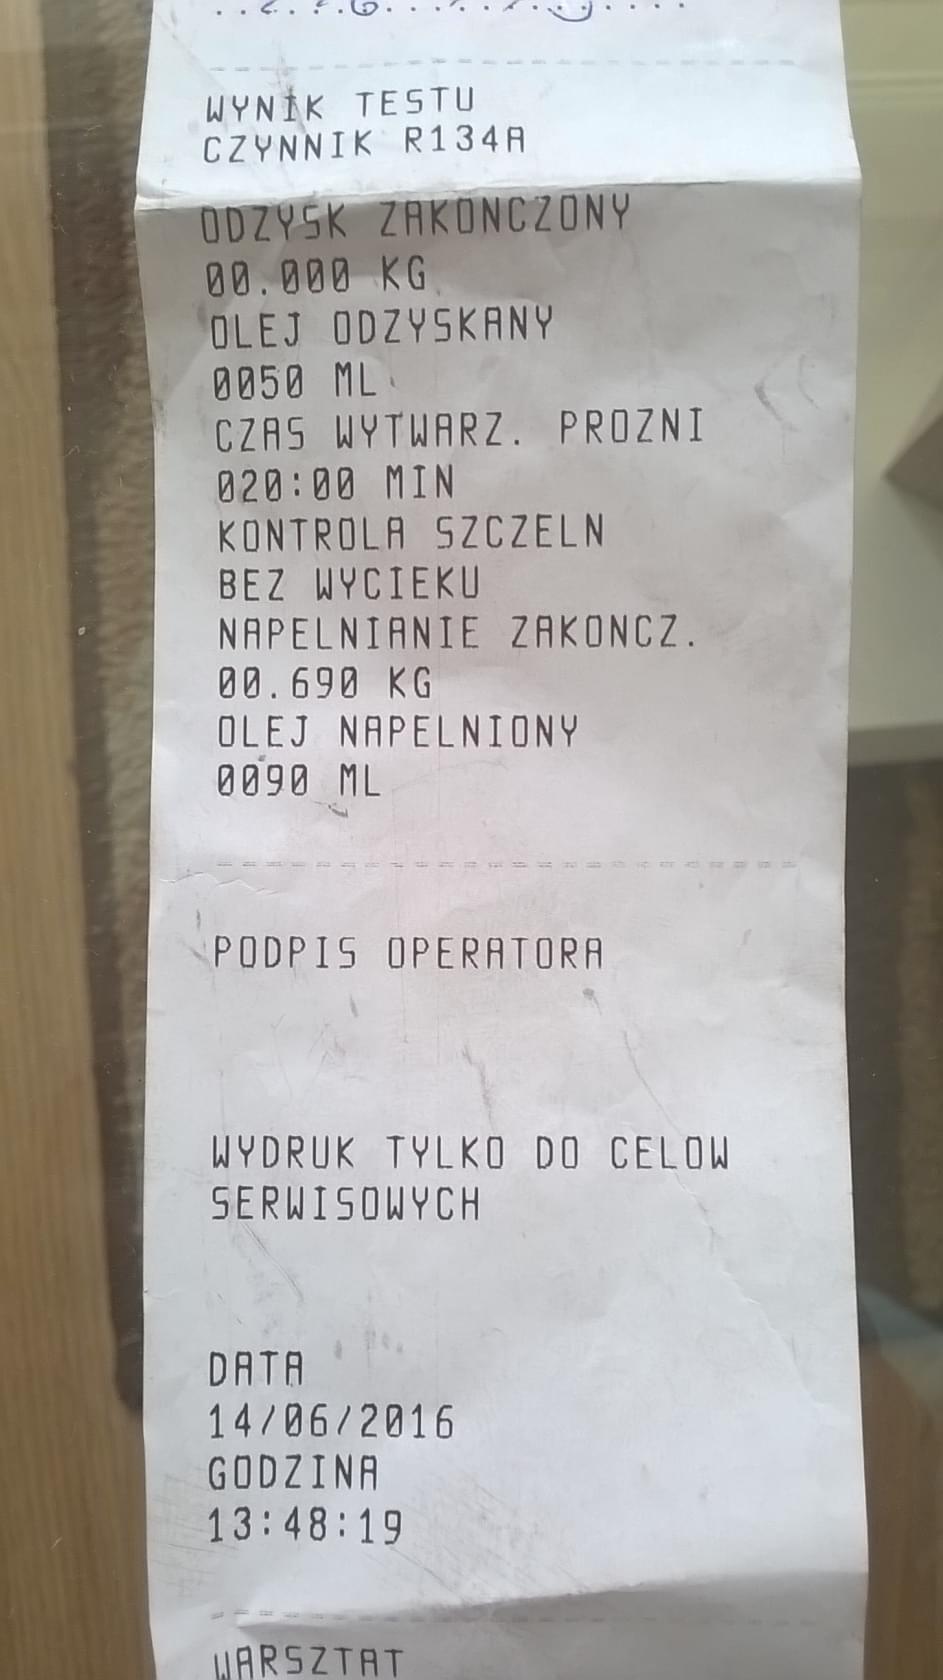 WYNIK TESTU
CZYNNIK R134A
ODZYSK ZAKONCZONY
00.000 KG
OLEJ ODZYSKANY
0050 ML
CZAS WYTWARZ. PROZNI
020:00 MIN
KONTROLA SZCZELN
BEZ WYCIEKU
NAPELNIANIE ZAKONCZ.
00.690 KG
OLEJ NAPELNIONY
0090 ML
PODPIS OPERATORA
WYDRUK TYLKO DO CELOW
SERWISOWYCH
DATA
14/06/2016
GODZINA
13:48:19
WARSZTAT